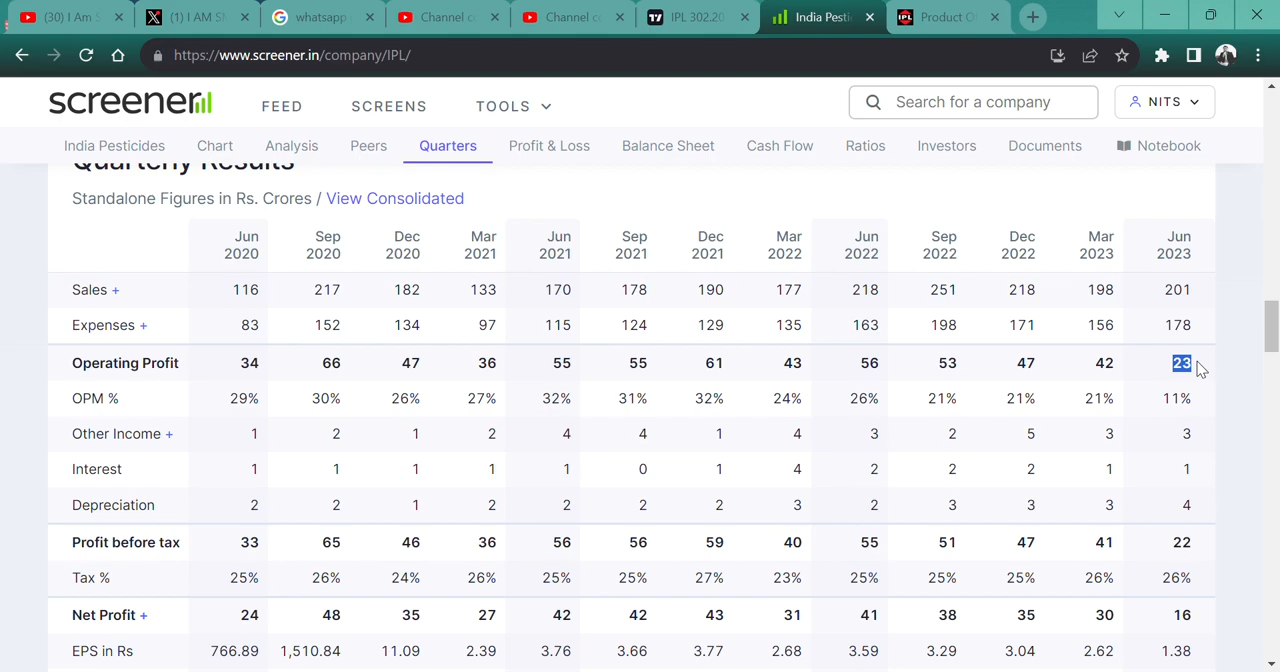 (30) I AM S
(1) I AM S
whatsapp
Channel c
Channel c
IPL 302.20
India Pesti
Product O
https://www.screener.in/company/IPL/
screener
FEED SCREENS TOOLS
Search for a company
NITS
India Pesticides Chart Analysis Peers Quarters Profit & Loss Balance Sheet Cash Flow Ratios Investors Documents Notebook
Quarterly Results
Standalone Figures in Rs. Crores / View Consolidated
Jun 2020 Sep 2020 Dec 2020 Mar 2021 Jun 2021 Sep 2021 Dec 2021 Mar 2022 Jun 2022 Sep 2022 Dec 2022 Mar 2023 Jun 2023
Sales + 116 217 182 133 170 178 190 177 218 251 218 198 201
Expenses + 83 152 134 97 115 124 129 135 163 198 171 156 178
Operating Profit 34 66 47 36 55 55 61 43 56 53 47 42 23
OPM % 29% 30% 26% 27% 32% 31% 32% 24% 26% 21% 21% 21% 11%
Other Income + 1 2 1 2 4 4 1 4 3 2 5 3 3
Interest 1 1 1 1 1 0 1 4 2 2 2 1 1
Depreciation 2 2 1 2 2 2 2 3 2 3 3 3 4
Profit before tax 33 65 46 36 56 56 59 40 55 51 47 41 22
Tax % 25% 26% 24% 26% 25% 25% 27% 23% 25% 25% 25% 26% 26%
Net Profit + 24 48 35 27 42 42 43 31 41 38 35 30 16
EPS in Rs 766.89 1,510.84 11.09 2.39 3.76 3.66 3.77 2.68 3.59 3.29 3.04 2.62 1.38